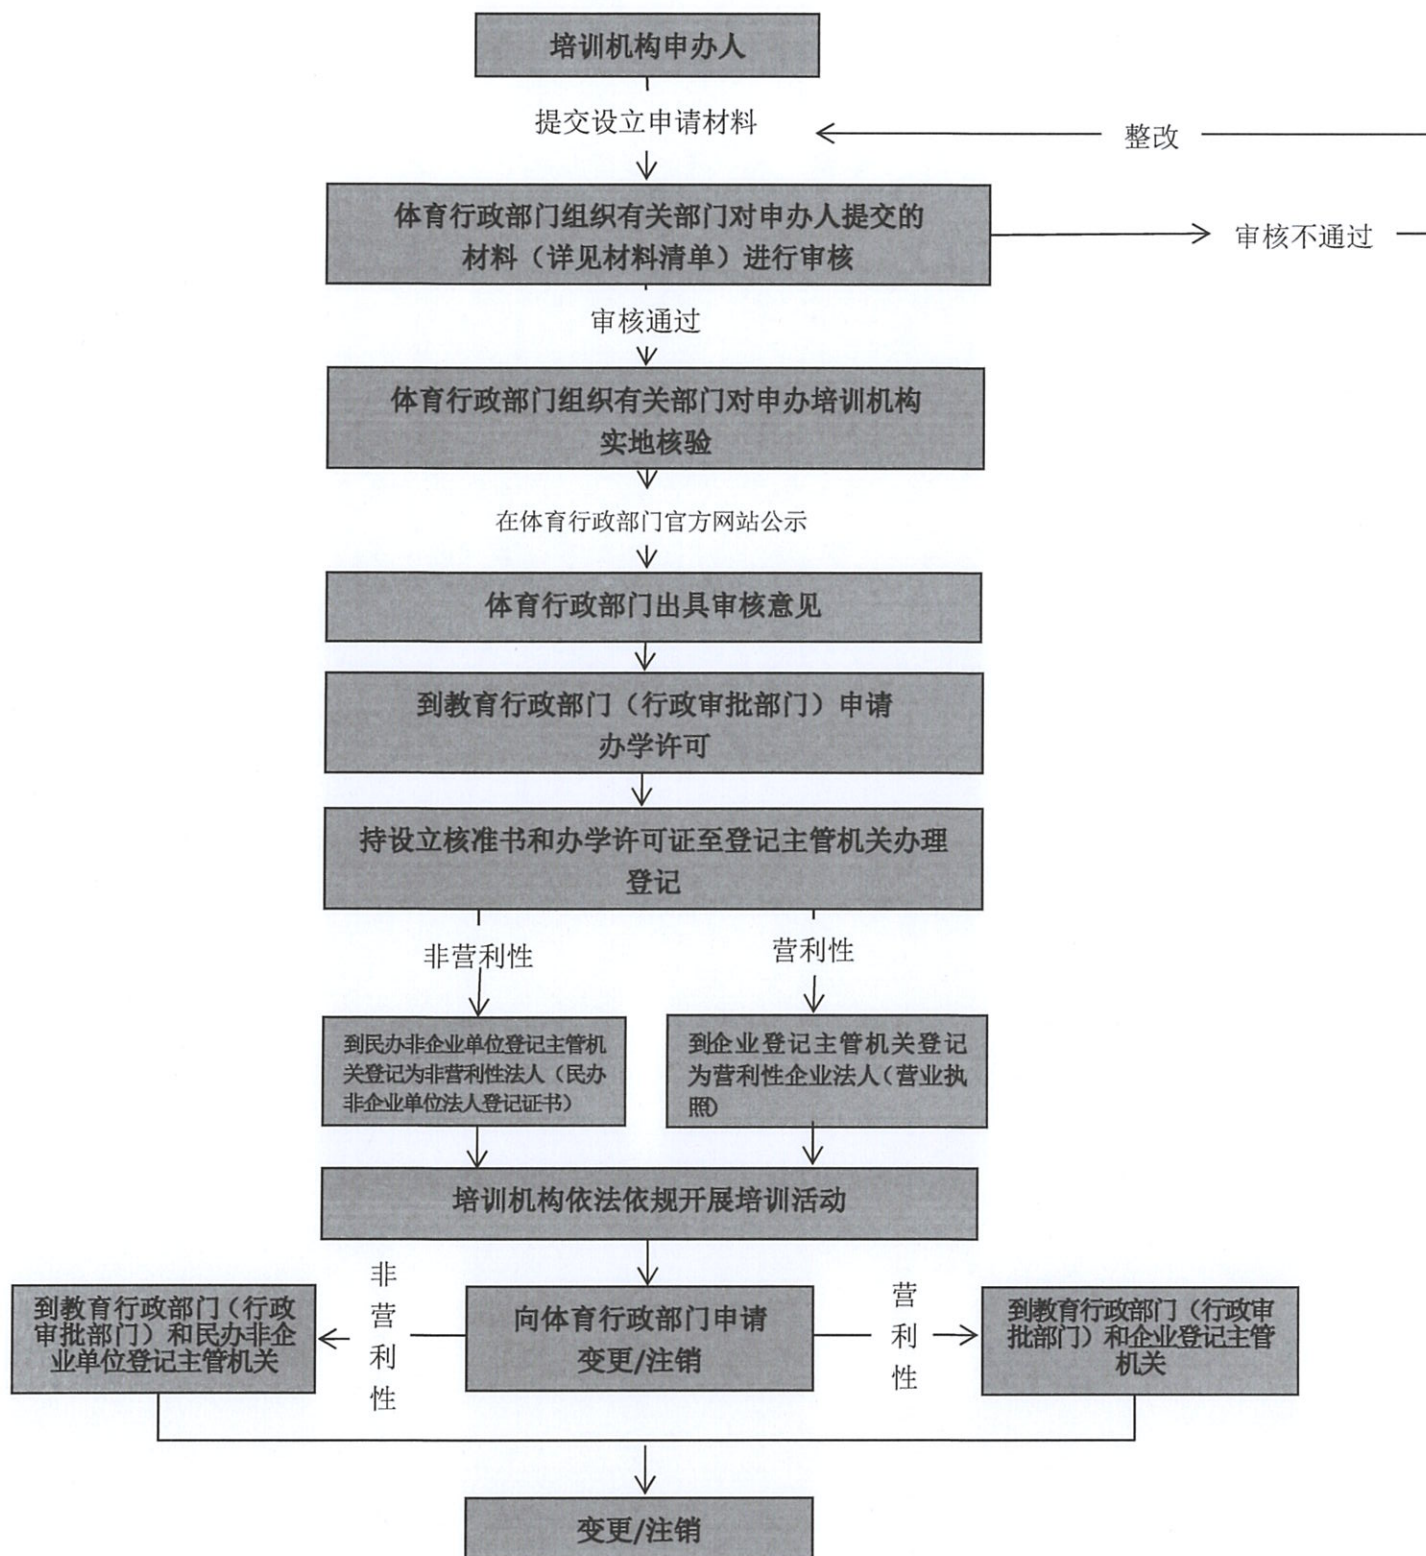 培训机构申办人
提交设立申请材料
整改
体育行政部门组织有关部门对申办人提交的
材料（详见材料清单）进行审核
审核不通过
审核通过
体育行政部门组织有关部门对申办培训机构
实地核验
在体育行政部门官方网站公示
体育行政部门出具审核意见
到教育行政部门（行政审批部门）申请
办学许可
持设立核准书和办学许可证至登记主管机关办理
登记
非营利性
营利性
到民办非企业单位登记主管机
关登记为非营利性法人（民办
非企业单位法人登记证书）
到企业登记主管机关登记
为营利性企业法人（营业执
照）
培训机构依法依规开展培训活动
到教育行政部门（行政
审批部门）和民办非企
业单位登记主管机关
非
营
利
性
向体育行政部门申请
变更/注销
营
利
性
到教育行政部门（行政审
批部门）和企业登记主管
机关
变更/注销